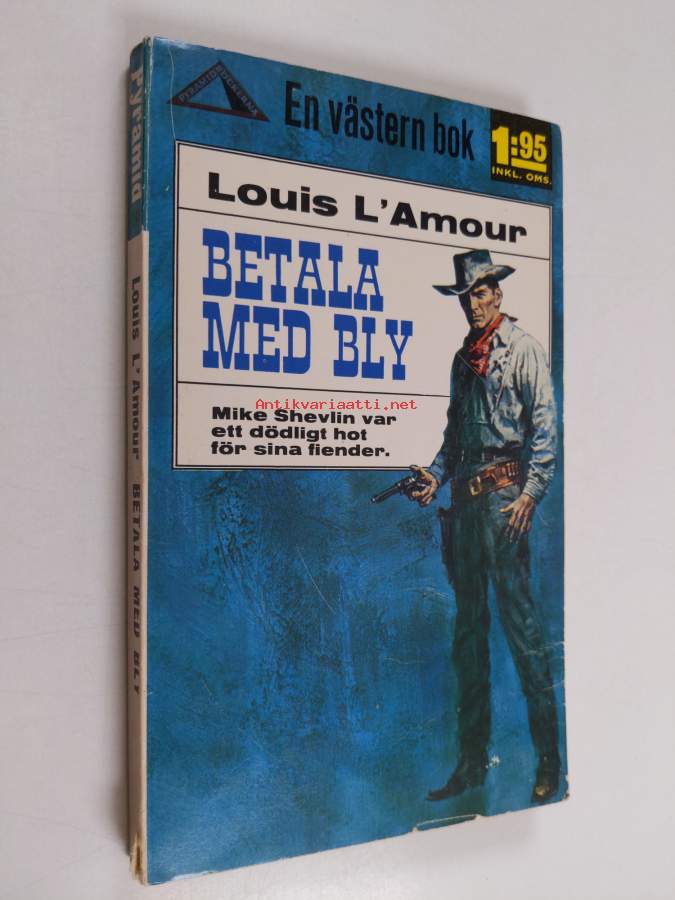 PYRAMIDBÖCKERNA
En västern bok
1:95
INKL. OMS.
Louis L'Amour
BETALA
MED BLY
Mike Shevlin var
ett dödligt hot
för sina fiender.
Antikvariaatti.net
Pyramid Louis L'Amour BETALA MED BLY